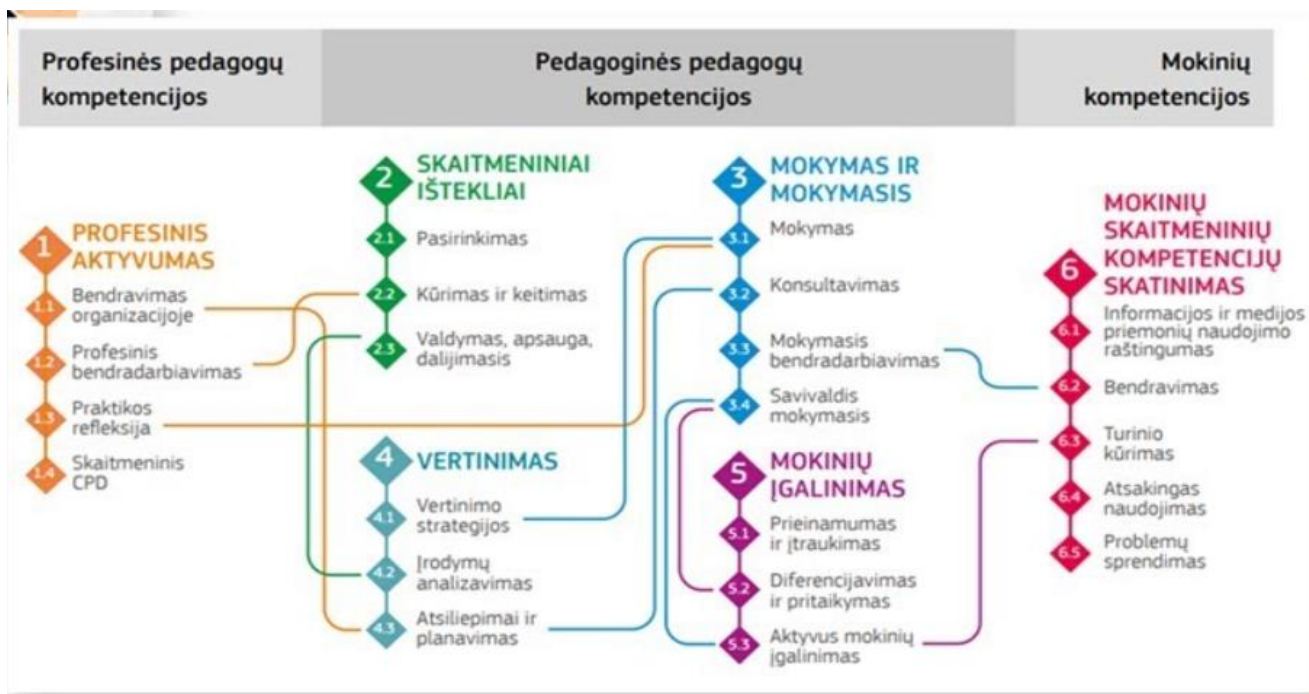 Profesinės pedagogų
kompetencijos
Pedagoginės pedagogų
kompetencijos
Mokinių
kompetencijos
1
PROFESINIS
AKTYVUMAS
1.1
Bendravimas
organizacijoje
1.2
Profesinis
bendradarbiavimas
1.3
Praktikos
refleksija
1.4
Skaitmeninis
CPD
2
SKAITMENINIAI
IŠTEKLIAI
2.1
Pasirinkimas
2.2
Kūrimas ir keitimas
2.3
Valdymas, apsauga,
dalijimasis
4
VERTINIMAS
4.1
Vertinimo
strategijos
4.2
Įrodymų
analizavimas
4.3
Atsiliepimai ir
planavimas
3
MOKYMAS IR
MOKYMASIS
3.1
Mokymas
3.2
Konsultavimas
3.3
Mokymasis
bendradarbiavimas
3.4
Savivaldis
mokymasis
5
MOKINIŲ
ĮGALINIMAS
5.1
Prieinamumas
ir įtraukimas
5.2
Diferencijavimas
ir pritaikymas
5.3
Aktyvus mokinių
įgalinimas
6
MOKINIŲ
SKAITMENINIŲ
KOMPETENCIJŲ
SKATINIMAS
6.1
Informacijos ir medijos
priemonių naudojimo
raštingumas
6.2
Bendravimas
6.3
Turinio
kūrimas
6.4
Atsakingas
naudojimas
6.5
Problemų
sprendimas